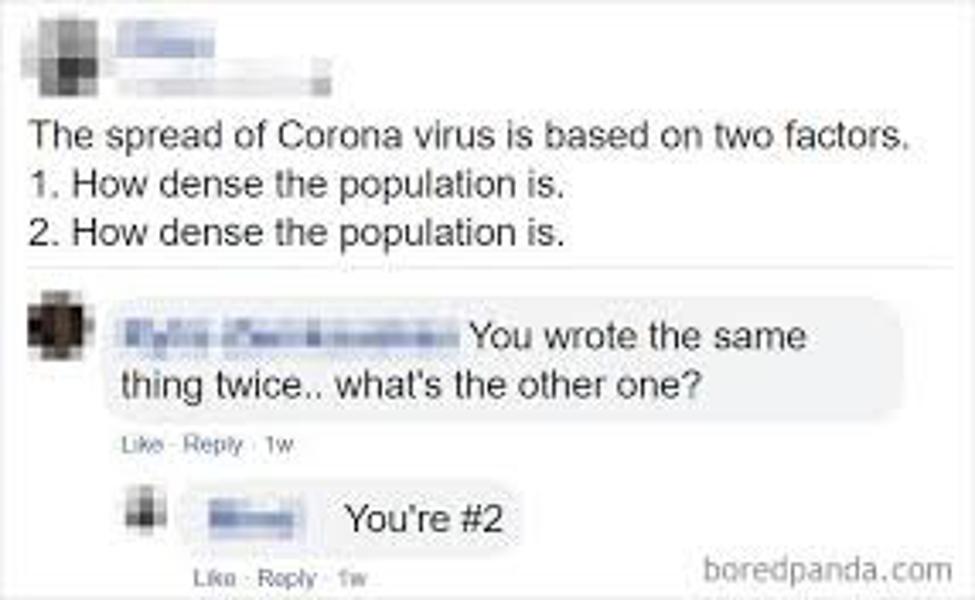 The spread of Corona virus is based on two factors.
1. How dense the population is.
2. How dense the population is.
You wrote the same
thing twice.. what's the other one?
Like · Reply · 1w
You're #2
Like · Reply · 1w
boredpanda.com